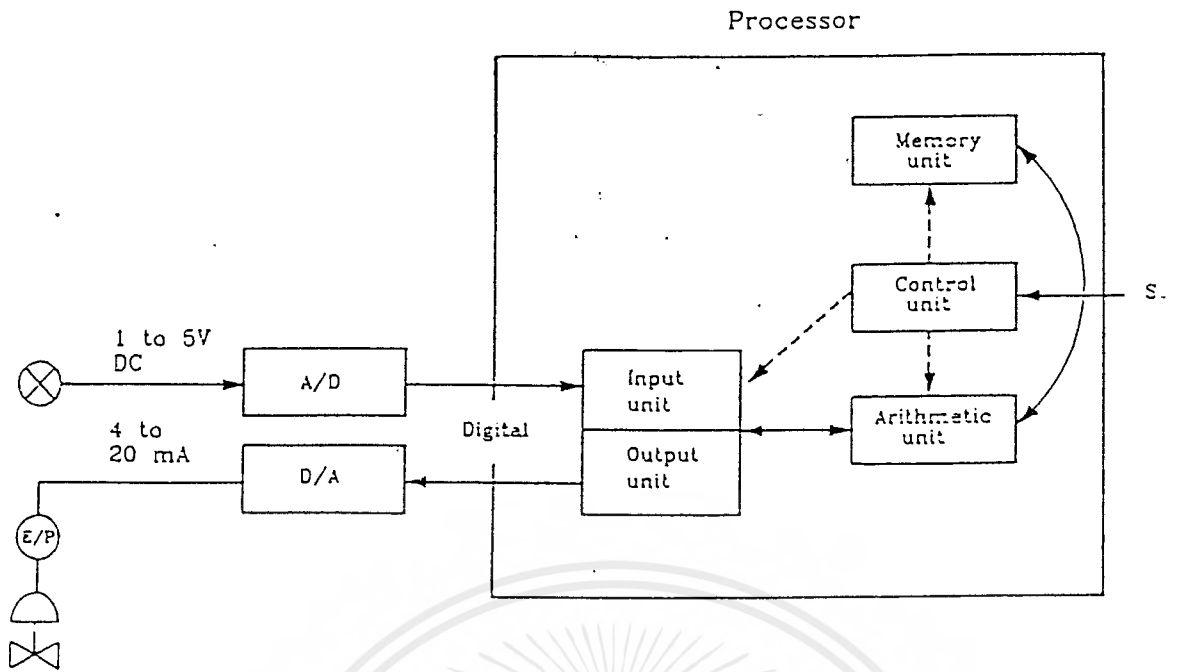 Processor
Memory
unit
Control
unit
S.
1 to 5V
DC
A/D
Input
unit
Arithmetic
unit
Digital
4 to
20 mA
D/A
Output
unit
E/P